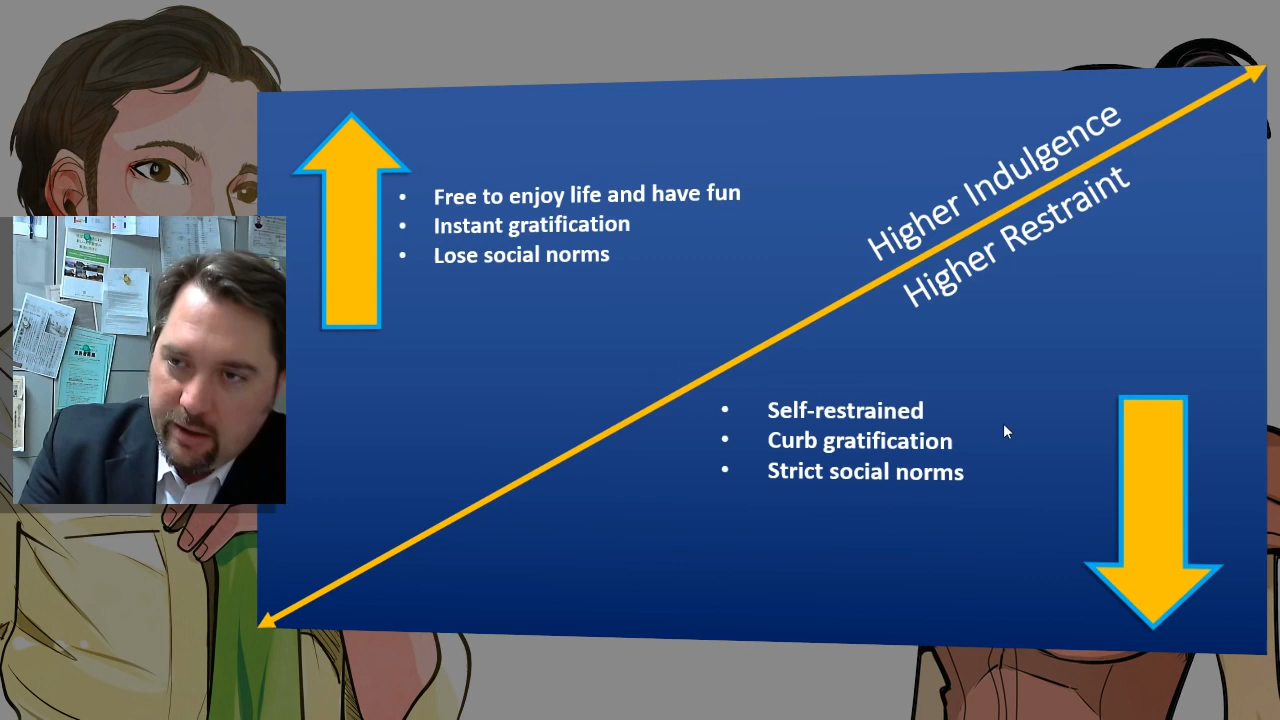 Higher Indulgence
• Free to enjoy life and have fun
• Instant gratification
• Lose social norms
Higher Restraint
• Self-restrained
• Curb gratification
• Strict social norms